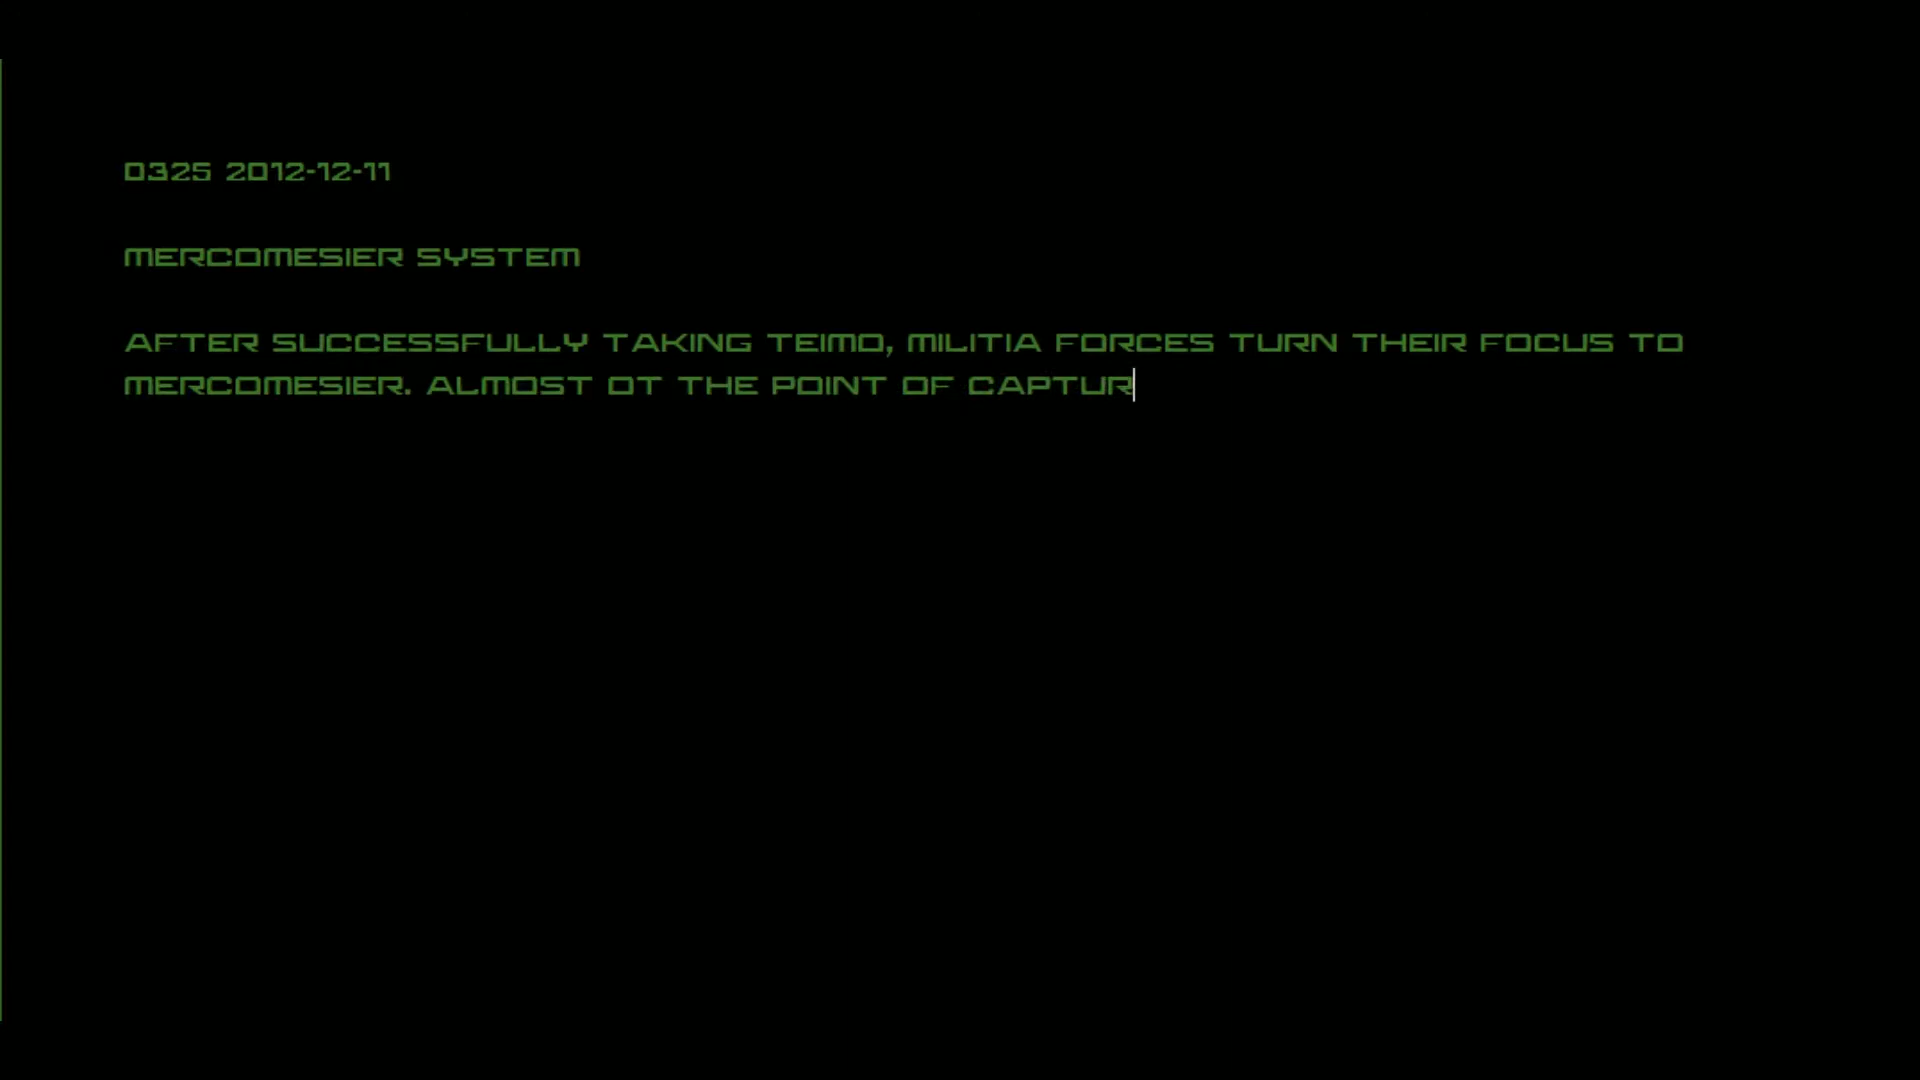 0325 2012-12-11
MERCOMESIER SYSTEM
AFTER SUCCESSFULLY TAKING TEIMO, MILITIA FORCES TURN THEIR FOCUS TO
MERCOMESIER. ALMOST OT THE POINT OF CAPTUR